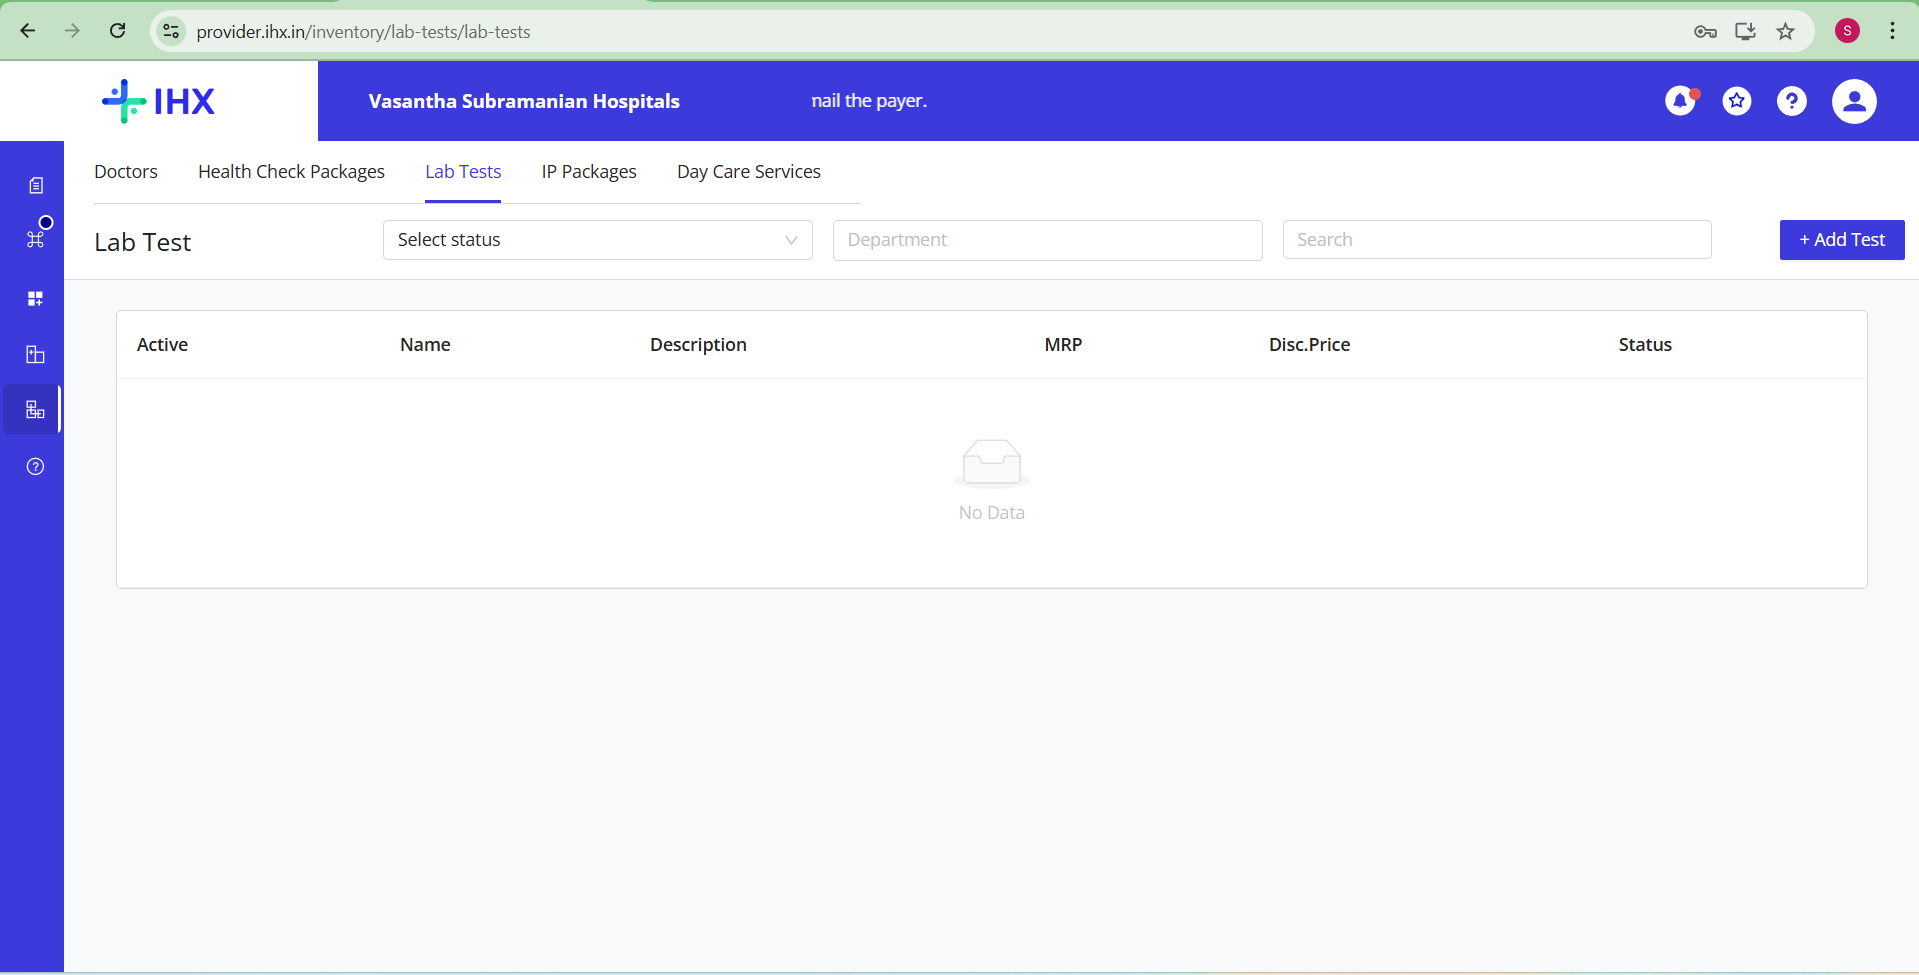 provider.ihx.in/inventory/lab-tests/lab-tests
S
IHX
Vasantha Subramanian Hospitals
mail the payer.
Doctors Health Check Packages Lab Tests IP Packages Day Care Services
Lab Test
Select status
Department
Search
+ Add Test
Active Name Description MRP Disc.Price Status
No Data